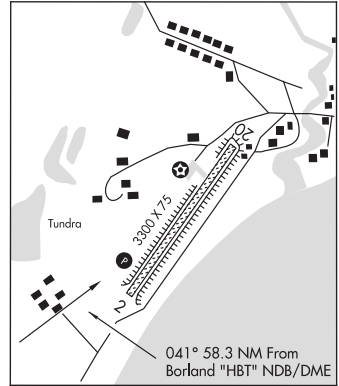 20
3300 X 75
Tundra
P
2
041° 58.3 NM From
Borland "HBT" NDB/DME